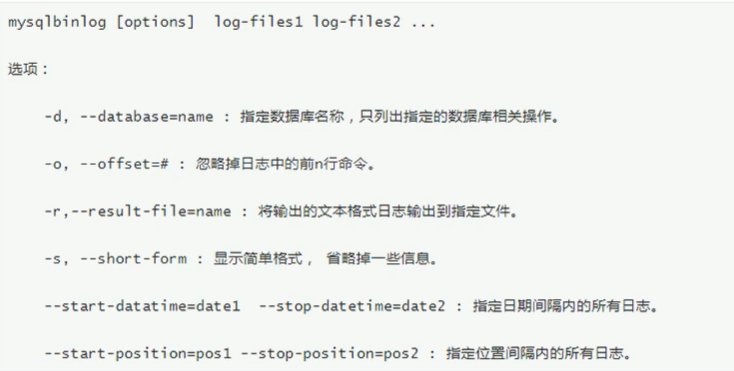 mysqlbinlog [options]  log-files1 log-files2 ...
选项：
-d, --database=name : 指定数据库名称，只列出指定的数据库相关操作。
-o, --offset=# : 忽略掉日志中的前n行命令。
-r,--result-file=name : 将输出的文本格式日志输出到指定文件。
-s, --short-form : 显示简单格式， 省略掉一些信息。
--start-datatime=date1  --stop-datetime=date2 : 指定日期间隔内的所有日志。
--start-position=pos1 --stop-position=pos2 : 指定位置间隔内的所有日志。